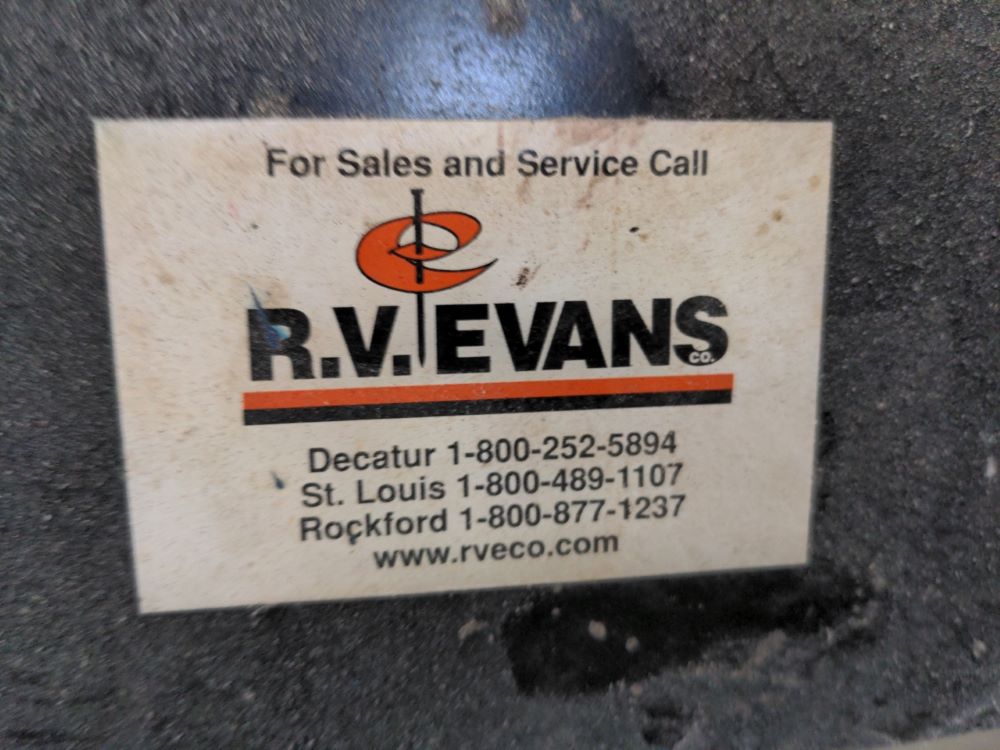 For Sales and Service Call
R.V. EVANS CO.
Decatur 1-800-252-5894
St. Louis 1-800-489-1107
Rockford 1-800-877-1237
www.rveco.com